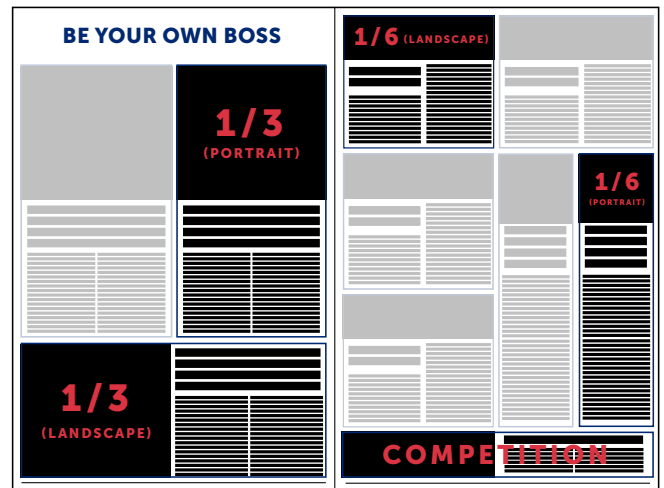 BE YOUR OWN BOSS
1/3
(PORTRAIT)
1/3
(LANDSCAPE)
1/6 (LANDSCAPE)
1/6
(PORTRAIT)
COMPETITION